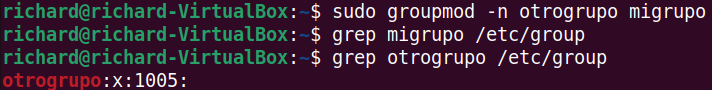 richard@richard-VirtualBox:~$ sudo groupmod -n otrogrupo migrupo
richard@richard-VirtualBox:~$ grep migrupo /etc/group
richard@richard-VirtualBox:~$ grep otrogrupo /etc/group
otrogrupo:x:1005: